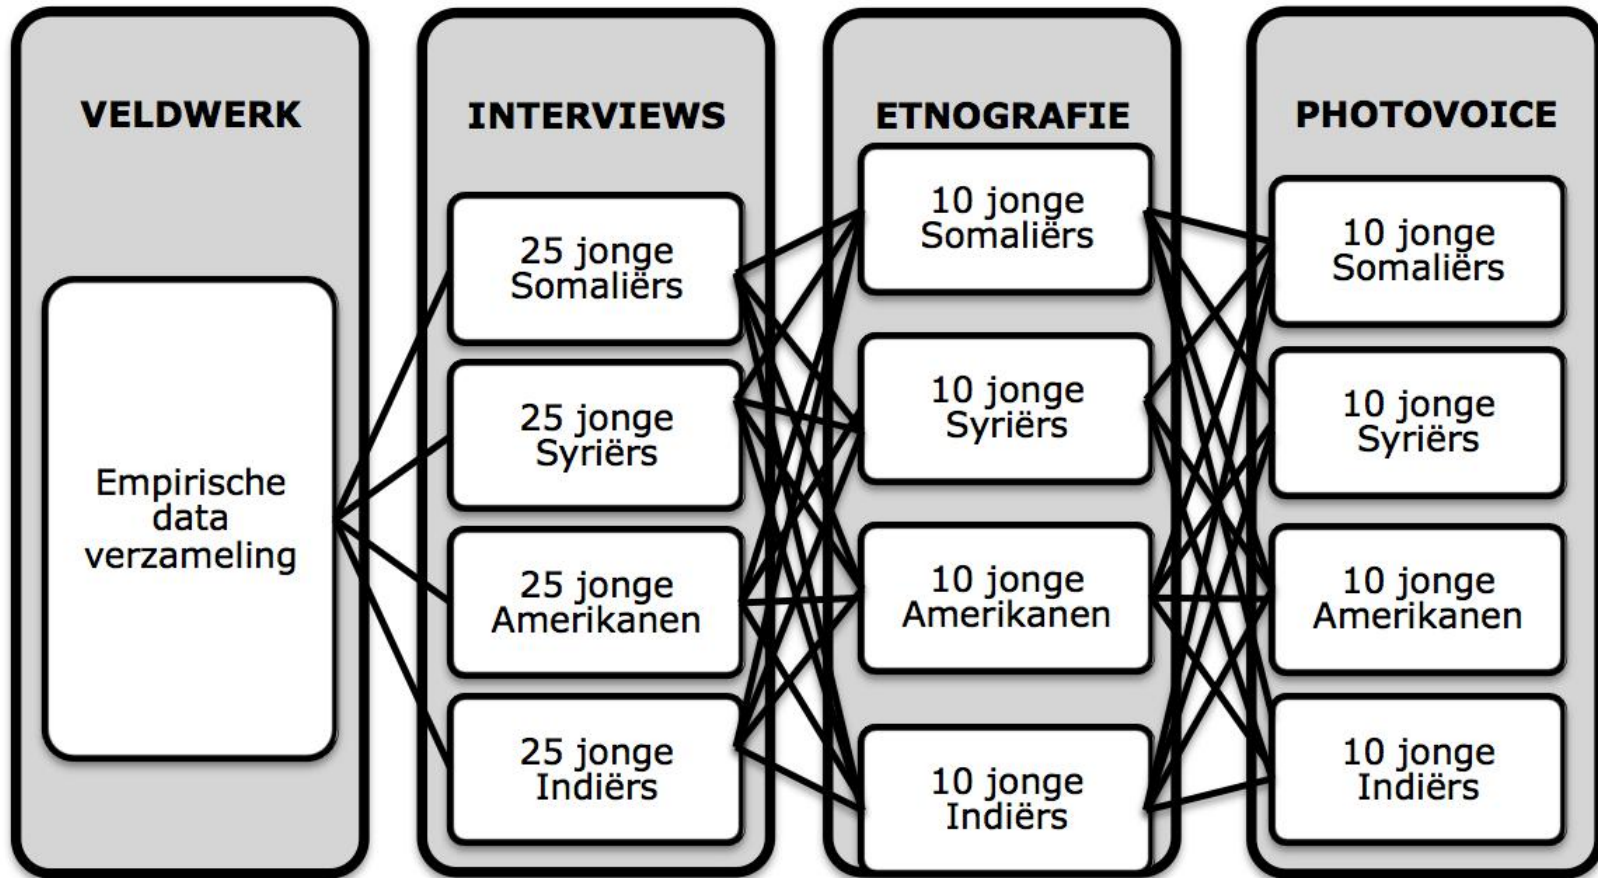 VELDWERK
Empirische
data
verzameling
INTERVIEWS
25 jonge
Somaliërs
25 jonge
Syriërs
25 jonge
Amerikanen
25 jonge
Indiërs
ETNOGRAFIE
10 jonge
Somaliërs
10 jonge
Syriërs
10 jonge
Amerikanen
10 jonge
Indiërs
PHOTOVOICE
10 jonge
Somaliërs
10 jonge
Syriërs
10 jonge
Amerikanen
10 jonge
Indiërs